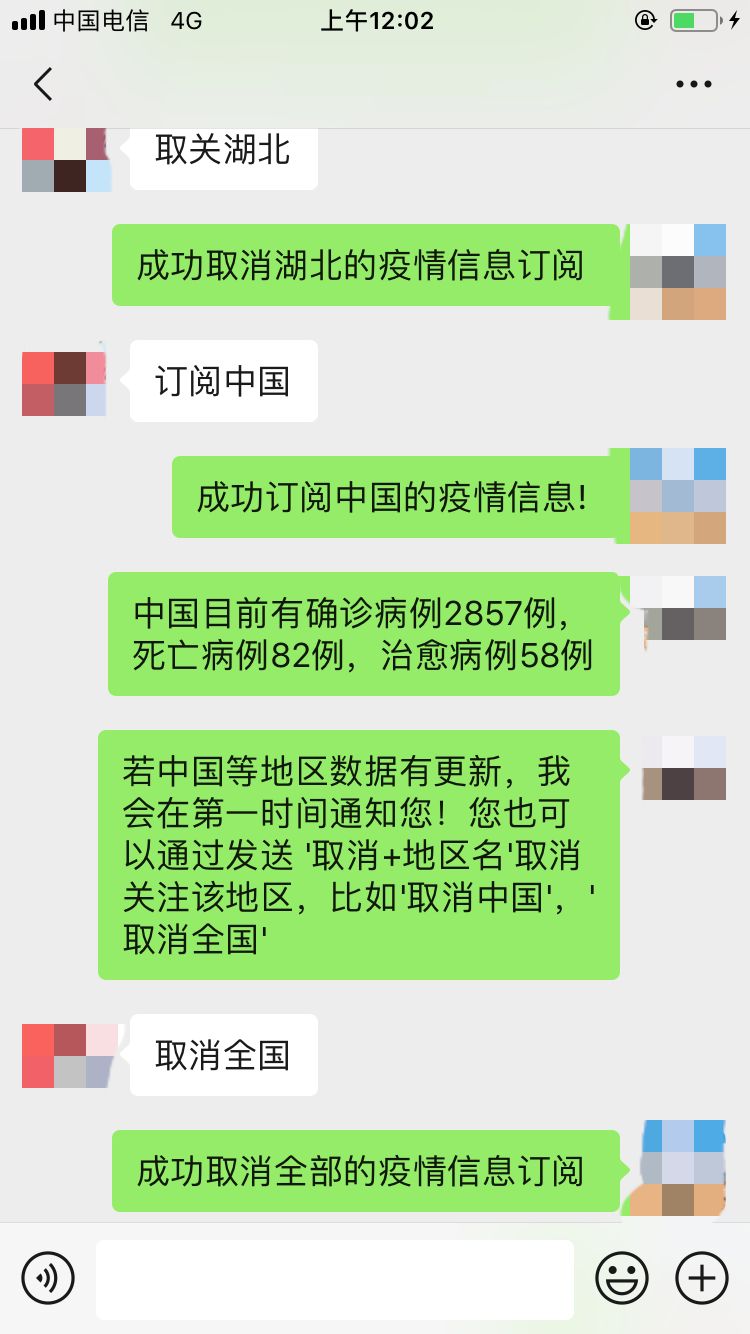 中国电信 4G 上午12:02
取关湖北
成功取消湖北的疫情信息订阅
订阅中国
成功订阅中国的疫情信息!
中国目前有确诊病例2857例，
死亡病例82例，治愈病例58例
若中国等地区数据有更新，我
会在第一时间通知您！您也可
以通过发送 '取消+地区名'取消
关注该地区，比如'取消中国'，'
取消全国'
取消全国
成功取消全部的疫情信息订阅